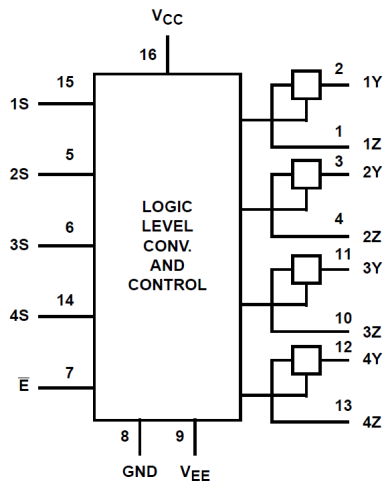 VCC
16
15
1S
5
2S
6
3S
14
4S
7
E̅
LOGIC
LEVEL
CONV.
AND
CONTROL
2
1Y
1
1Z
3
2Y
4
2Z
11
3Y
10
3Z
12
4Y
13
4Z
8
9
GND
VEE